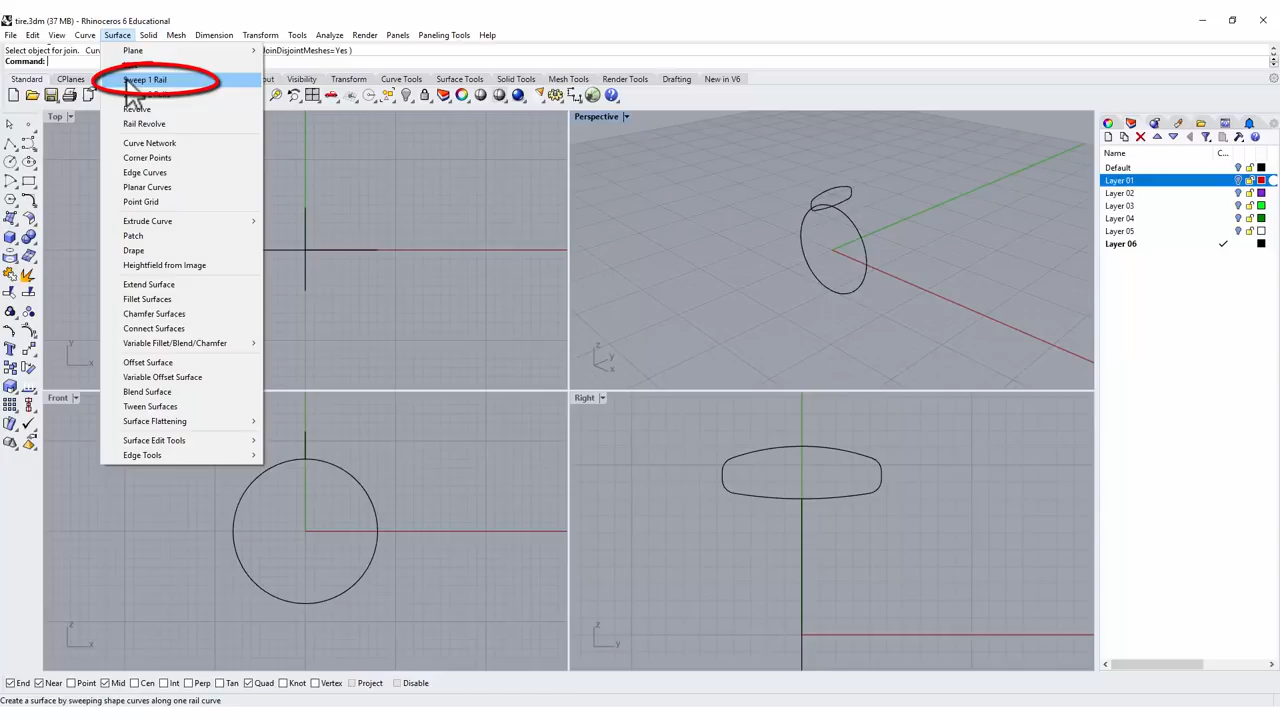 tire.3dm (37 MB) - Rhinoceros 6 Educational
File Edit View Curve Surface Solid Mesh Dimension Transform Tools Analyze Render Panels Paneling Tools Help
Select object for join. Curv
JoinDisjointMeshes=Yes )
Command:
Standard CPlanes
out Visibility Transform Curve Tools Surface Tools Solid Tools Mesh Tools Render Tools Drafting New in V6
Plane
Sweep 1 Rail
Revolve
Rail Revolve
Curve Network
Corner Points
Edge Curves
Planar Curves
Point Grid
Extrude Curve
Patch
Drape
Heightfield from Image
Extend Surface
Fillet Surfaces
Chamfer Surfaces
Connect Surfaces
Variable Fillet/Blend/Chamfer
Offset Surface
Variable Offset Surface
Blend Surface
Tween Surfaces
Surface Flattening
Surface Edit Tools
Edge Tools
Top
y
x
Perspective
z
y
x
Front
z
x
Right
z
y
Name C...
Default
Layer 01
Layer 02
Layer 03
Layer 04
Layer 05
Layer 06
End Near Point Mid Cen Int Perp Tan Quad Knot Vertex Project Disable
Create a surface by sweeping shape curves along one rail curve